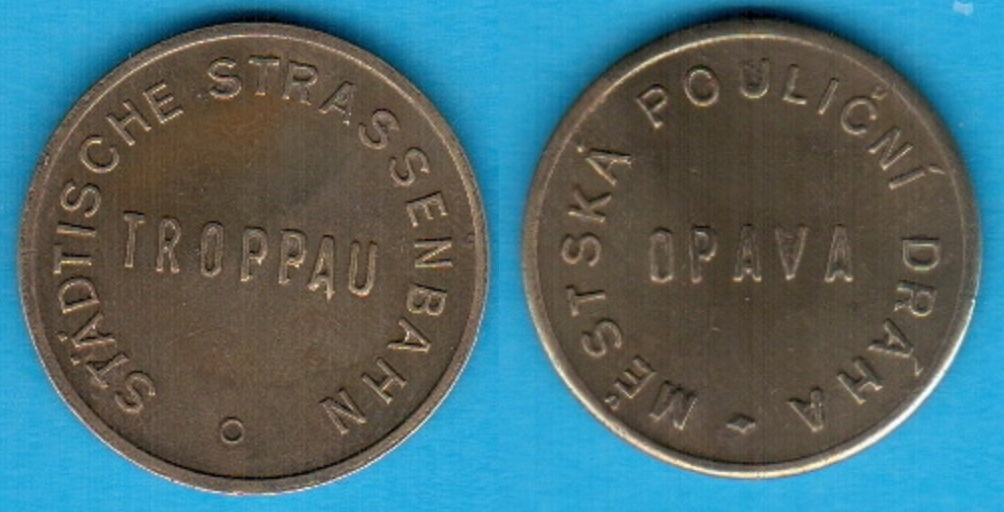 STÄDTISCHE STRASSENBAHN
TROPPAU
MĚSTSKÁ POULIČNÍ DRÁHA
OPAVA